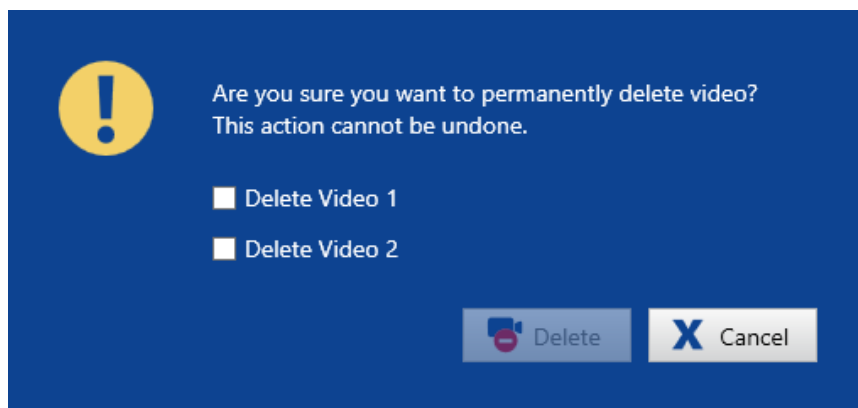 Are you sure you want to permanently delete video?
This action cannot be undone.
Delete Video 1
Delete Video 2
Delete
Cancel